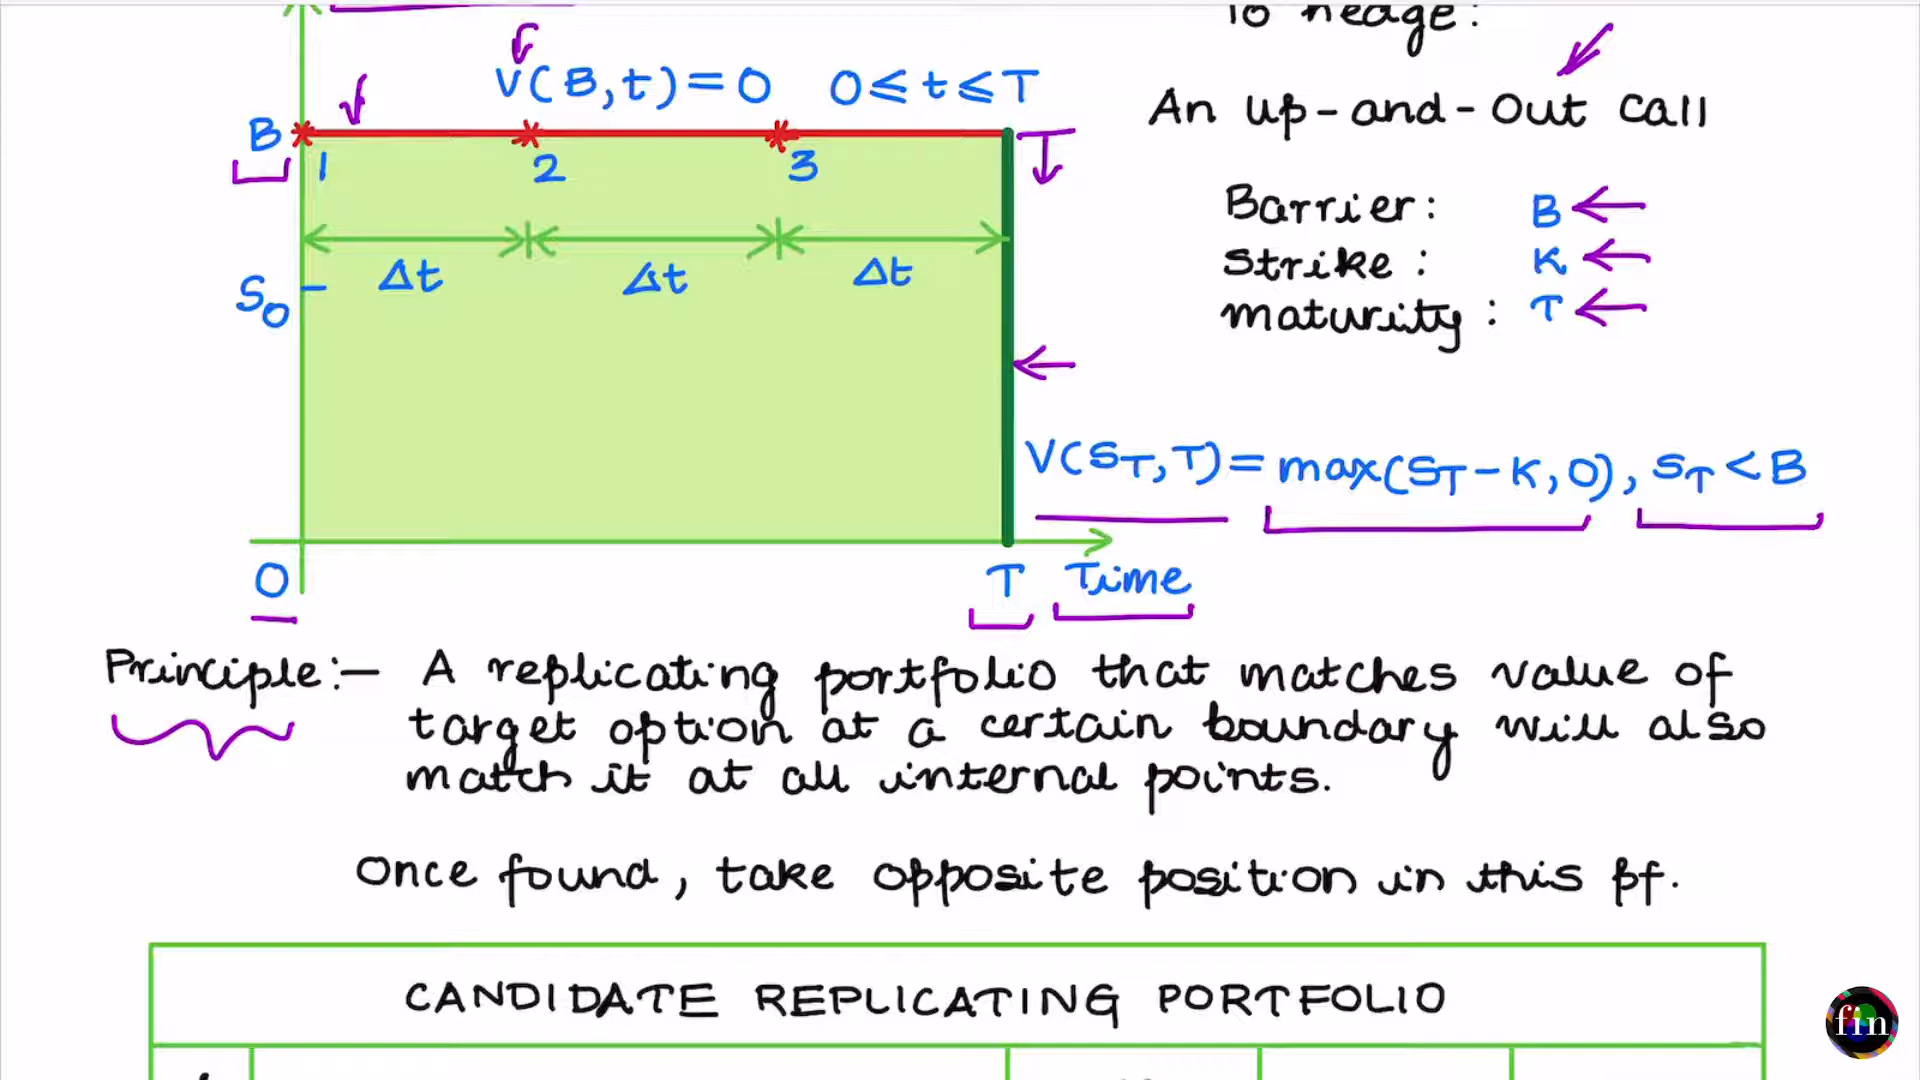 To hedge:
V(B,t)=0 0≤t≤T
An up-and-out call
B
1 2 3
Barrier: B
Strike: K
maturity: T
Δt Δt Δt
S0
V(ST,T)=max(ST-K,0), ST<B
0 T Time
Principle:- A replicating portfolio that matches value of
target option at a certain boundary will also
match it at all internal points.
Once found, take opposite position in this pf.
CANDIDATE REPLICATING PORTFOLIO
fin